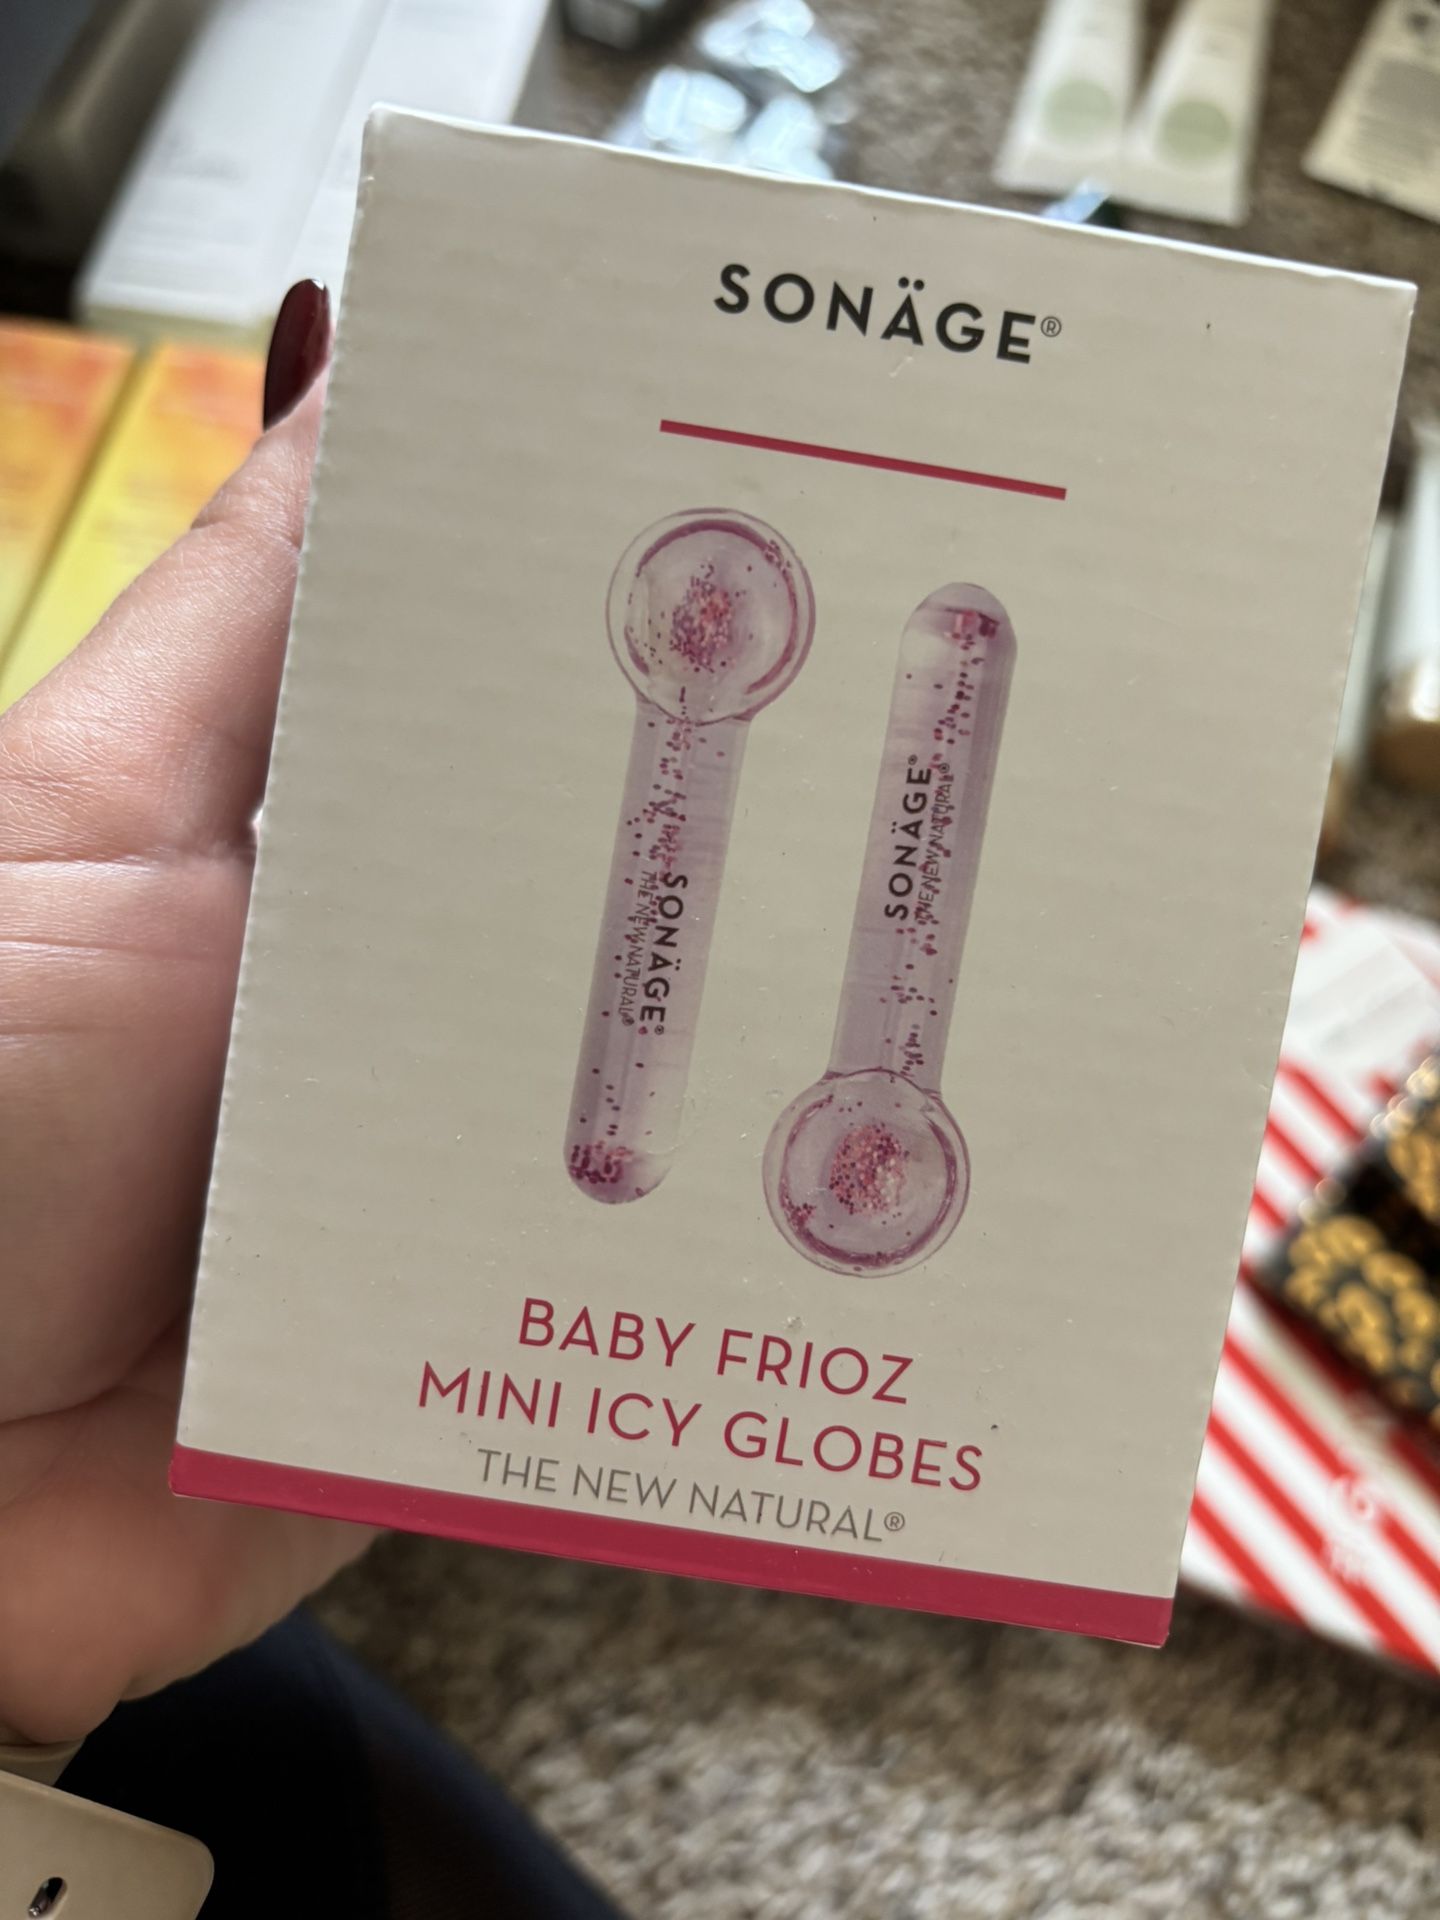 SONÄGE®
SONÄGE®
THE NEW NATURAL®
SONÄGE®
THE NEW NATURAL®
BABY FRIOZ
MINI ICY GLOBES
THE NEW NATURAL®